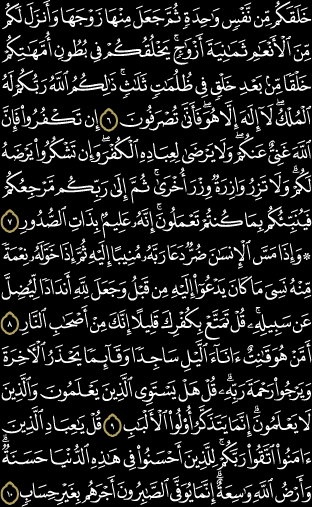 خَلَقَكُم مِّن نَّفْسٍ وَٰحِدَةٍ ثُمَّ جَعَلَ مِنْهَا زَوْجَهَا وَأَنزَلَ لَكُم
مِّنَ ٱلْأَنْعَٰمِ ثَمَٰنِيَةَ أَزْوَٰجٍ ۚ يَخْلُقُكُمْ فِى بُطُونِ أُمَّهَٰتِكُمْ
خَلْقًا مِّنۢ بَعْدِ خَلْقٍ فِى ظُلُمَٰتٍ ثَلَٰثٍ ۚ ذَٰلِكُمُ ٱللَّهُ رَبُّكُمْ لَهُ
ٱلْمُلْكُ ۖ لَآ إِلَٰهَ إِلَّا هُوَ ۖ فَأَنَّىٰ تُصْرَفُونَ ٦ إِن تَكْفُرُوا۟ فَإِنَّ
ٱللَّهَ غَنِىٌّ عَنكُمْ ۖ وَلَا يَرْضَىٰ لِعِبَادِهِ ٱلْكُفْرَ ۖ وَإِن تَشْكُرُوا۟ يَرْضَهُ
لَكُمْ ۗ وَلَا تَزِرُ وَازِرَةٌ وِزْرَ أُخْرَىٰ ۗ ثُمَّ إِلَىٰ رَبِّكُم مَّرْجِعُكُمْ
فَيُنَبِّئُكُم بِمَا كُنتُمْ تَعْمَلُونَ ۚ إِنَّهُۥ عَلِيمٌۢ بِذَاتِ ٱلصُّدُورِ ٧
۞ وَإِذَا مَسَّ ٱلْإِنسَٰنَ ضُرٌّ دَعَا رَبَّهُۥ مُنِيبًا إِلَيْهِ ثُمَّ إِذَا خَوَّلَهُۥ نِعْمَةً
مِّنْهُ نَسِىَ مَا كَانَ يَدْعُوٓا۟ إِلَيْهِ مِن قَبْلُ وَجَعَلَ لِلَّهِ أَندَادًا لِّيُضِلَّ
عَن سَبِيلِهِۦ ۚ قُلْ تَمَتَّعْ بِكُفْرِكَ قَلِيلًا ۖ إِنَّكَ مِنْ أَصْحَٰبِ ٱلنَّارِ ٨
أَمَّنْ هُوَ قَٰنِتٌ ءَانَآءَ ٱلَّيْلِ سَاجِدًا وَقَآئِمًا يَحْذَرُ ٱلْءَاخِرَةَ
وَيَرْجُوا۟ رَحْمَةَ رَبِّهِۦ ۗ قُلْ هَلْ يَسْتَوِى ٱلَّذِينَ يَعْلَمُونَ وَٱلَّذِينَ
لَا يَعْلَمُونَ ۗ إِنَّمَا يَتَذَكَّرُ أُو۟لُوا۟ ٱلْأَلْبَٰبِ ٩ قُلْ يَٰعِبَادِ ٱلَّذِينَ
ءَامَنُوا۟ ٱتَّقُوا۟ رَبَّكُمْ ۚ لِلَّذِينَ أَحْسَنُوا۟ فِى هَٰذِهِ ٱلدُّنْيَا حَسَنَةٌ ۗ
وَأَرْضُ ٱللَّهِ وَٰسِعَةٌ ۗ إِنَّمَا يُوَفَّى ٱلصَّٰبِرُونَ أَجْرَهُم بِغَيْرِ حِسَابٍ ١٠